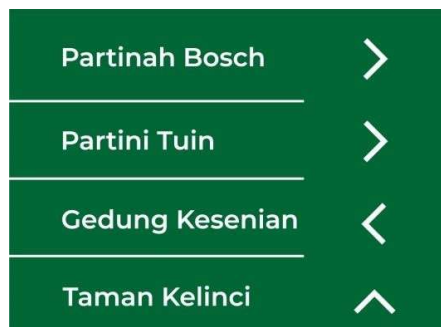 Partinah Bosch
Partini Tuin
Gedung Kesenian
Taman Kelinci